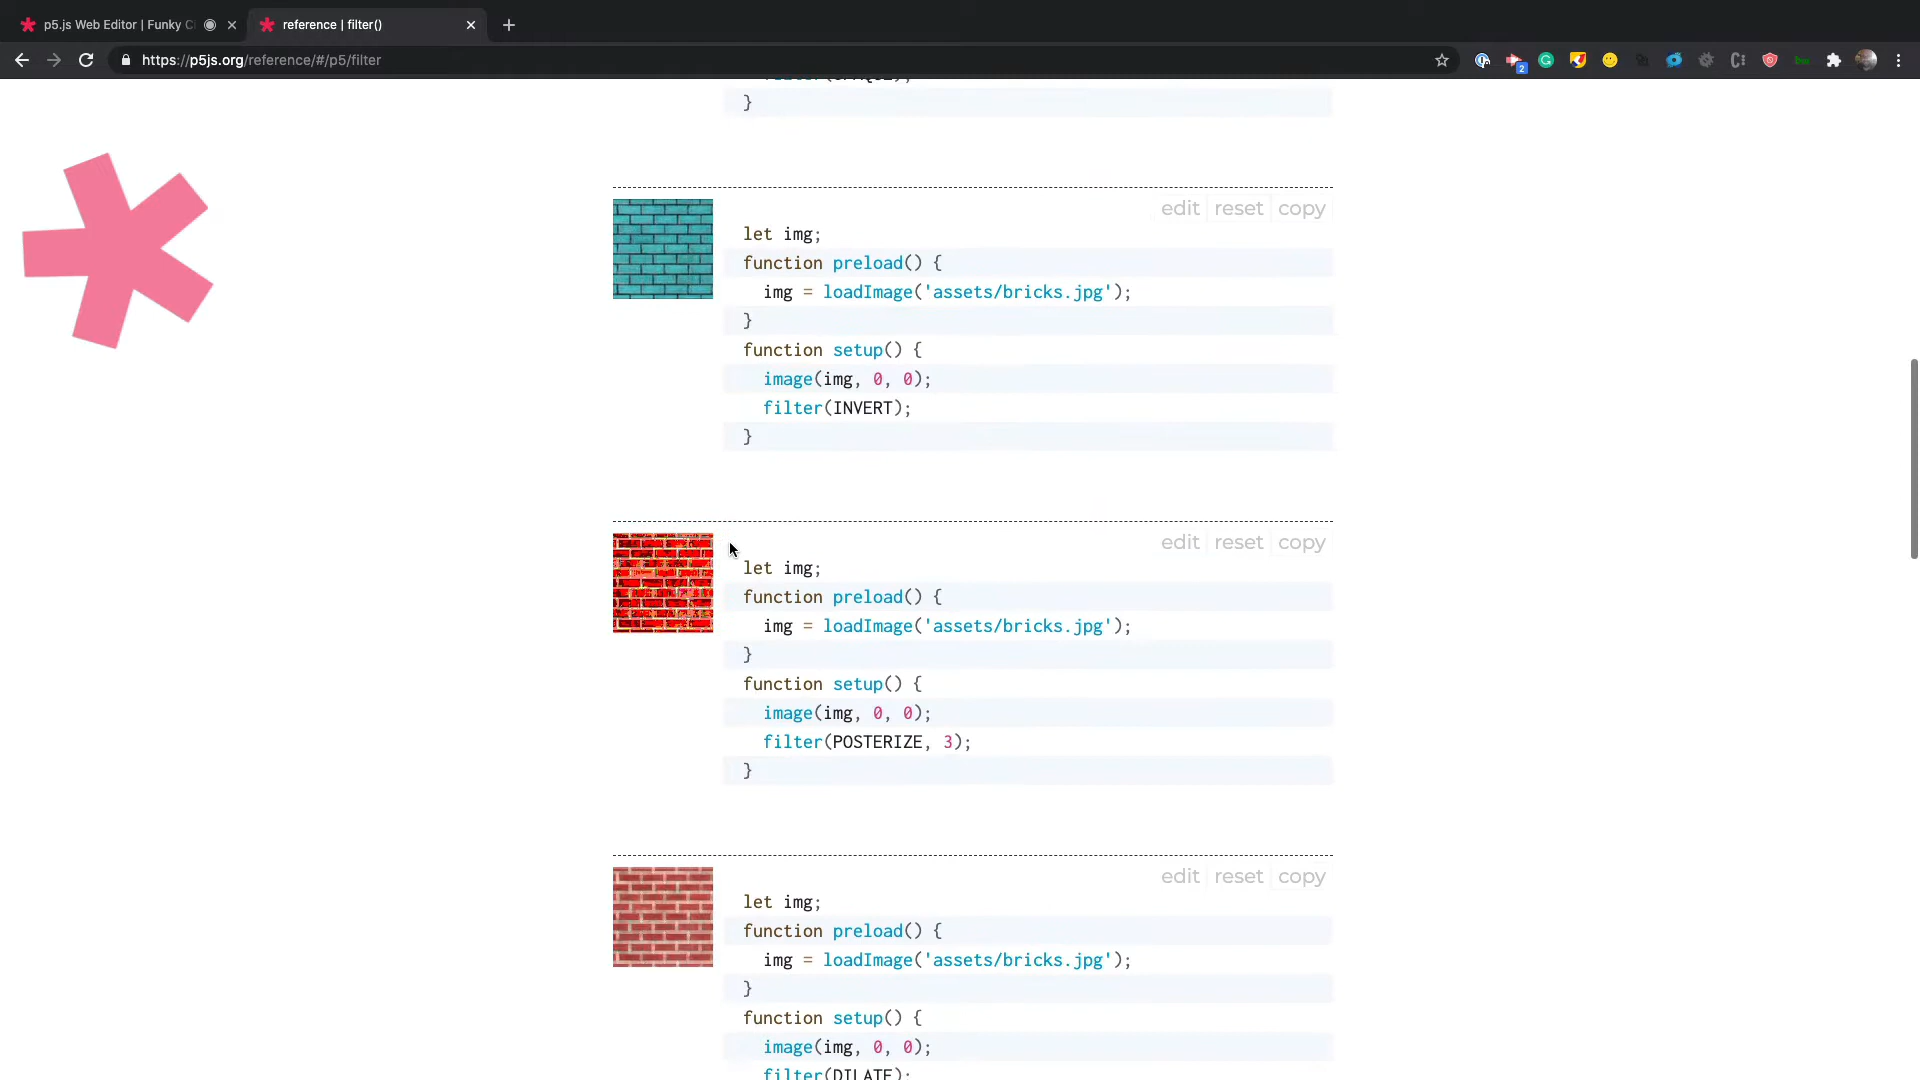 p5.js Web Editor | Funky
reference | filter()
https://p5js.org/reference/#/p5/filter
2
}
edit reset copy
let img;
function preload() {
img = loadImage('assets/bricks.jpg');
}
function setup() {
image(img, 0, 0);
filter(INVERT);
}
edit reset copy
let img;
function preload() {
img = loadImage('assets/bricks.jpg');
}
function setup() {
image(img, 0, 0);
filter(POSTERIZE, 3);
}
edit reset copy
let img;
function preload() {
img = loadImage('assets/bricks.jpg');
}
function setup() {
image(img, 0, 0);
filter(DILATE);